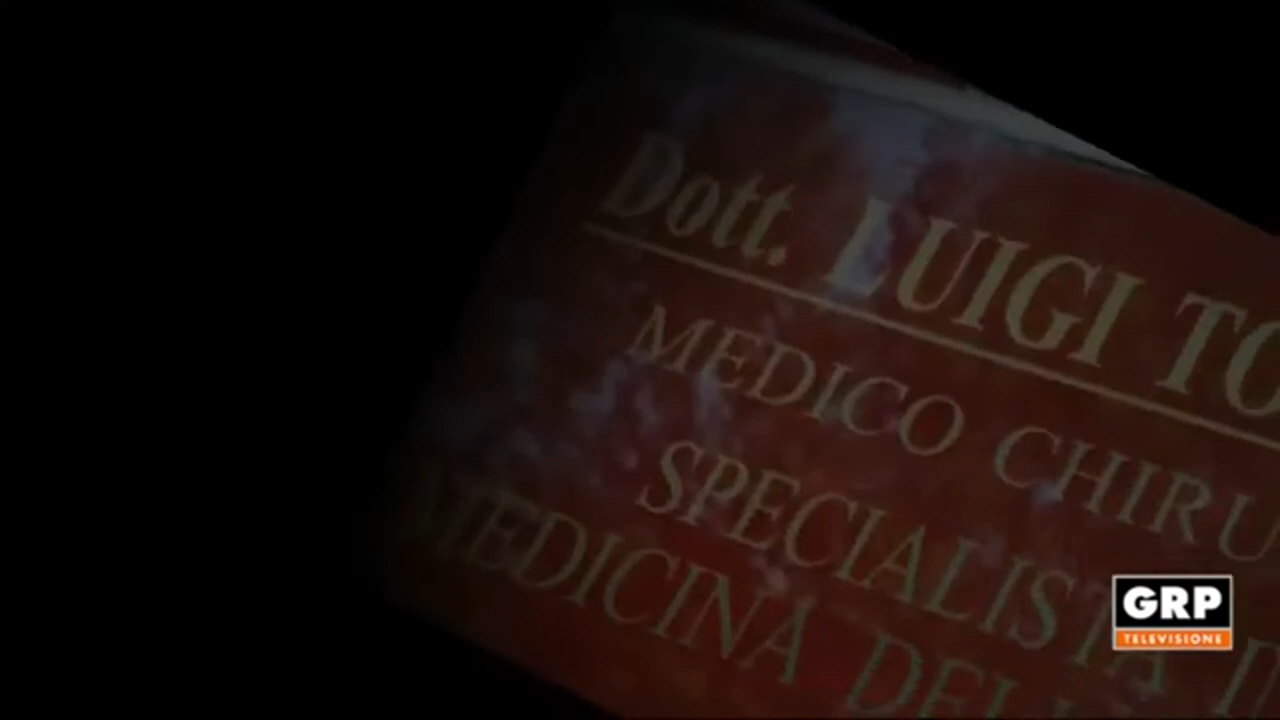 Dott. LUIGI TO
MEDICO CHIRU
SPECIALISTA I
MEDICINA DEL
GRP
TELEVISIONE